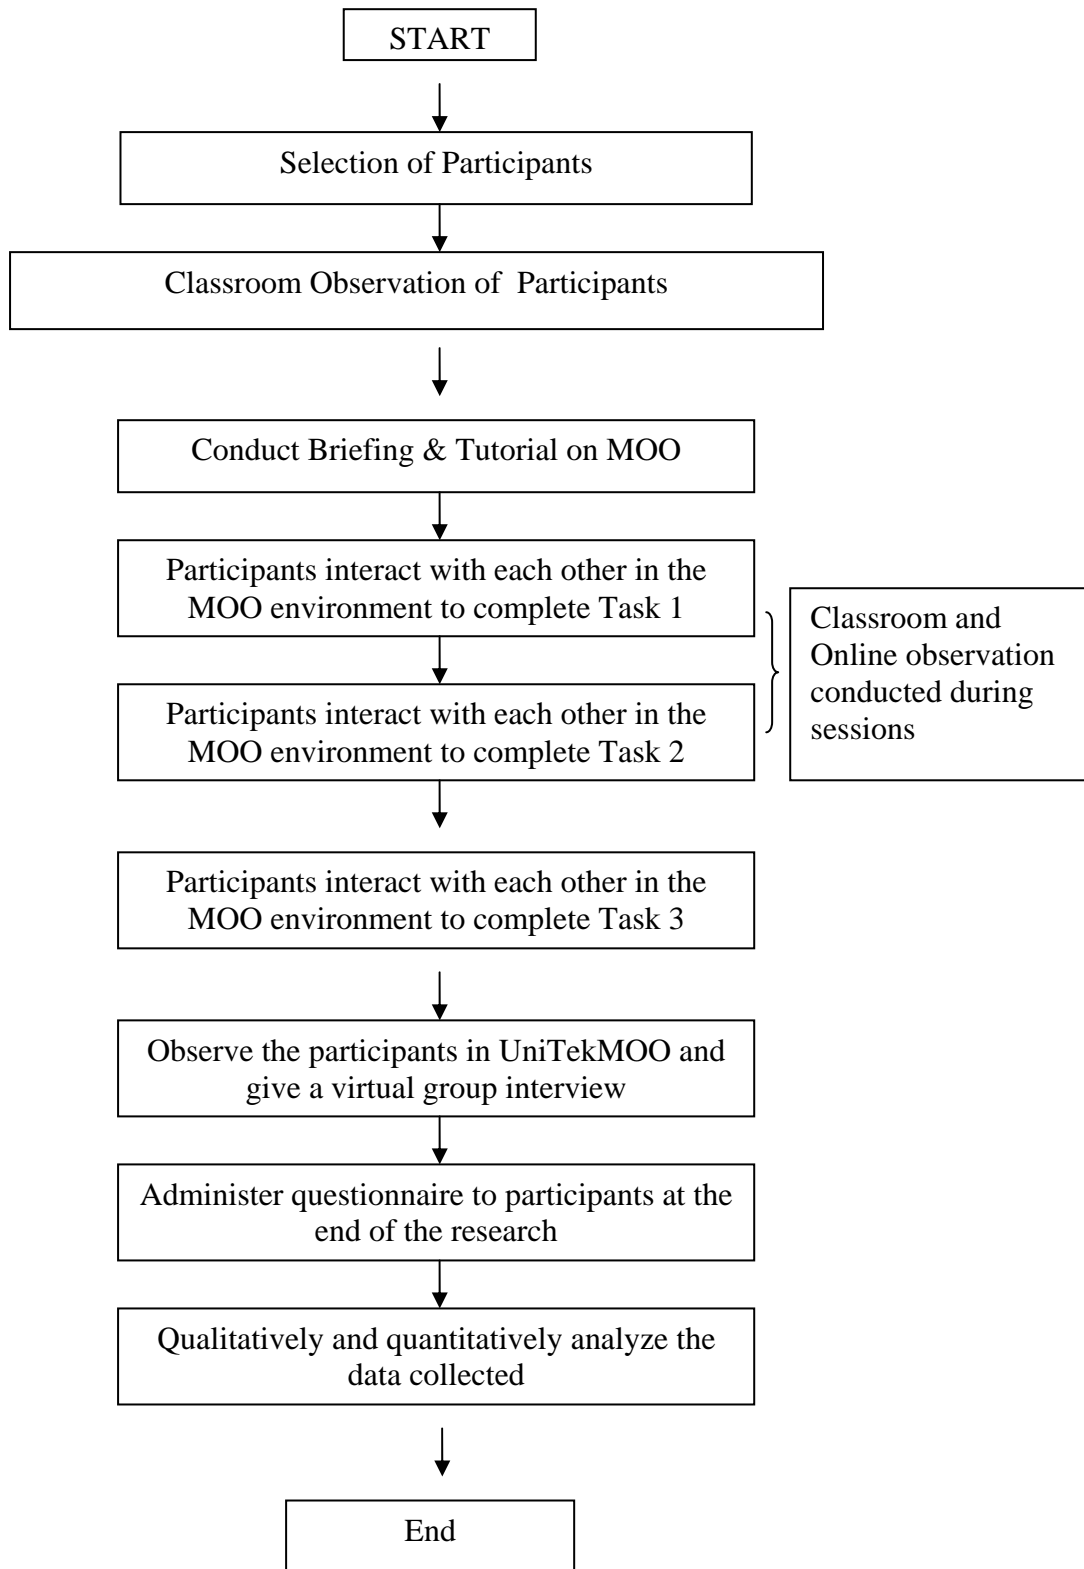 START
Selection of Participants
Classroom Observation of  Participants
Conduct Briefing & Tutorial on MOO
Participants interact with each other in the
MOO environment to complete Task 1
Participants interact with each other in the
MOO environment to complete Task 2
Classroom and
Online observation
conducted during
sessions
Participants interact with each other in the
MOO environment to complete Task 3
Observe the participants in UniTekMOO and
give a virtual group interview
Administer questionnaire to participants at the
end of the research
Qualitatively and quantitatively analyze the
data collected
End